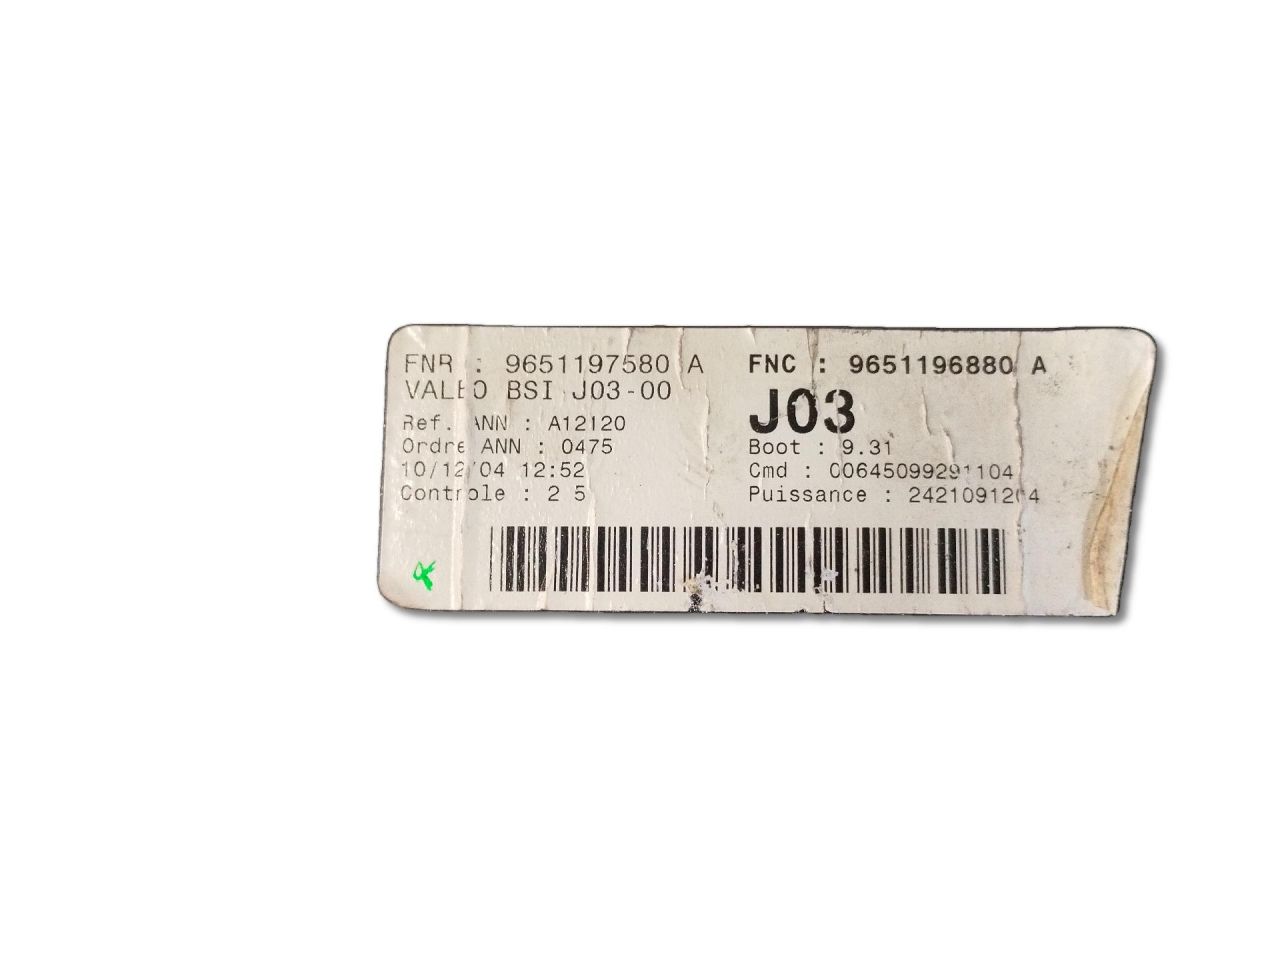 FNR : 9651197580 A
VALEO BSI J03-00
Ref. ANN : A12120
Ordre ANN : 0475
10/12/04 12:52
Controle : 2 5
FNC : 9651196880 A
J03
Boot : 9.31
Cmd : 00645099291104
Puissance : 2421091204